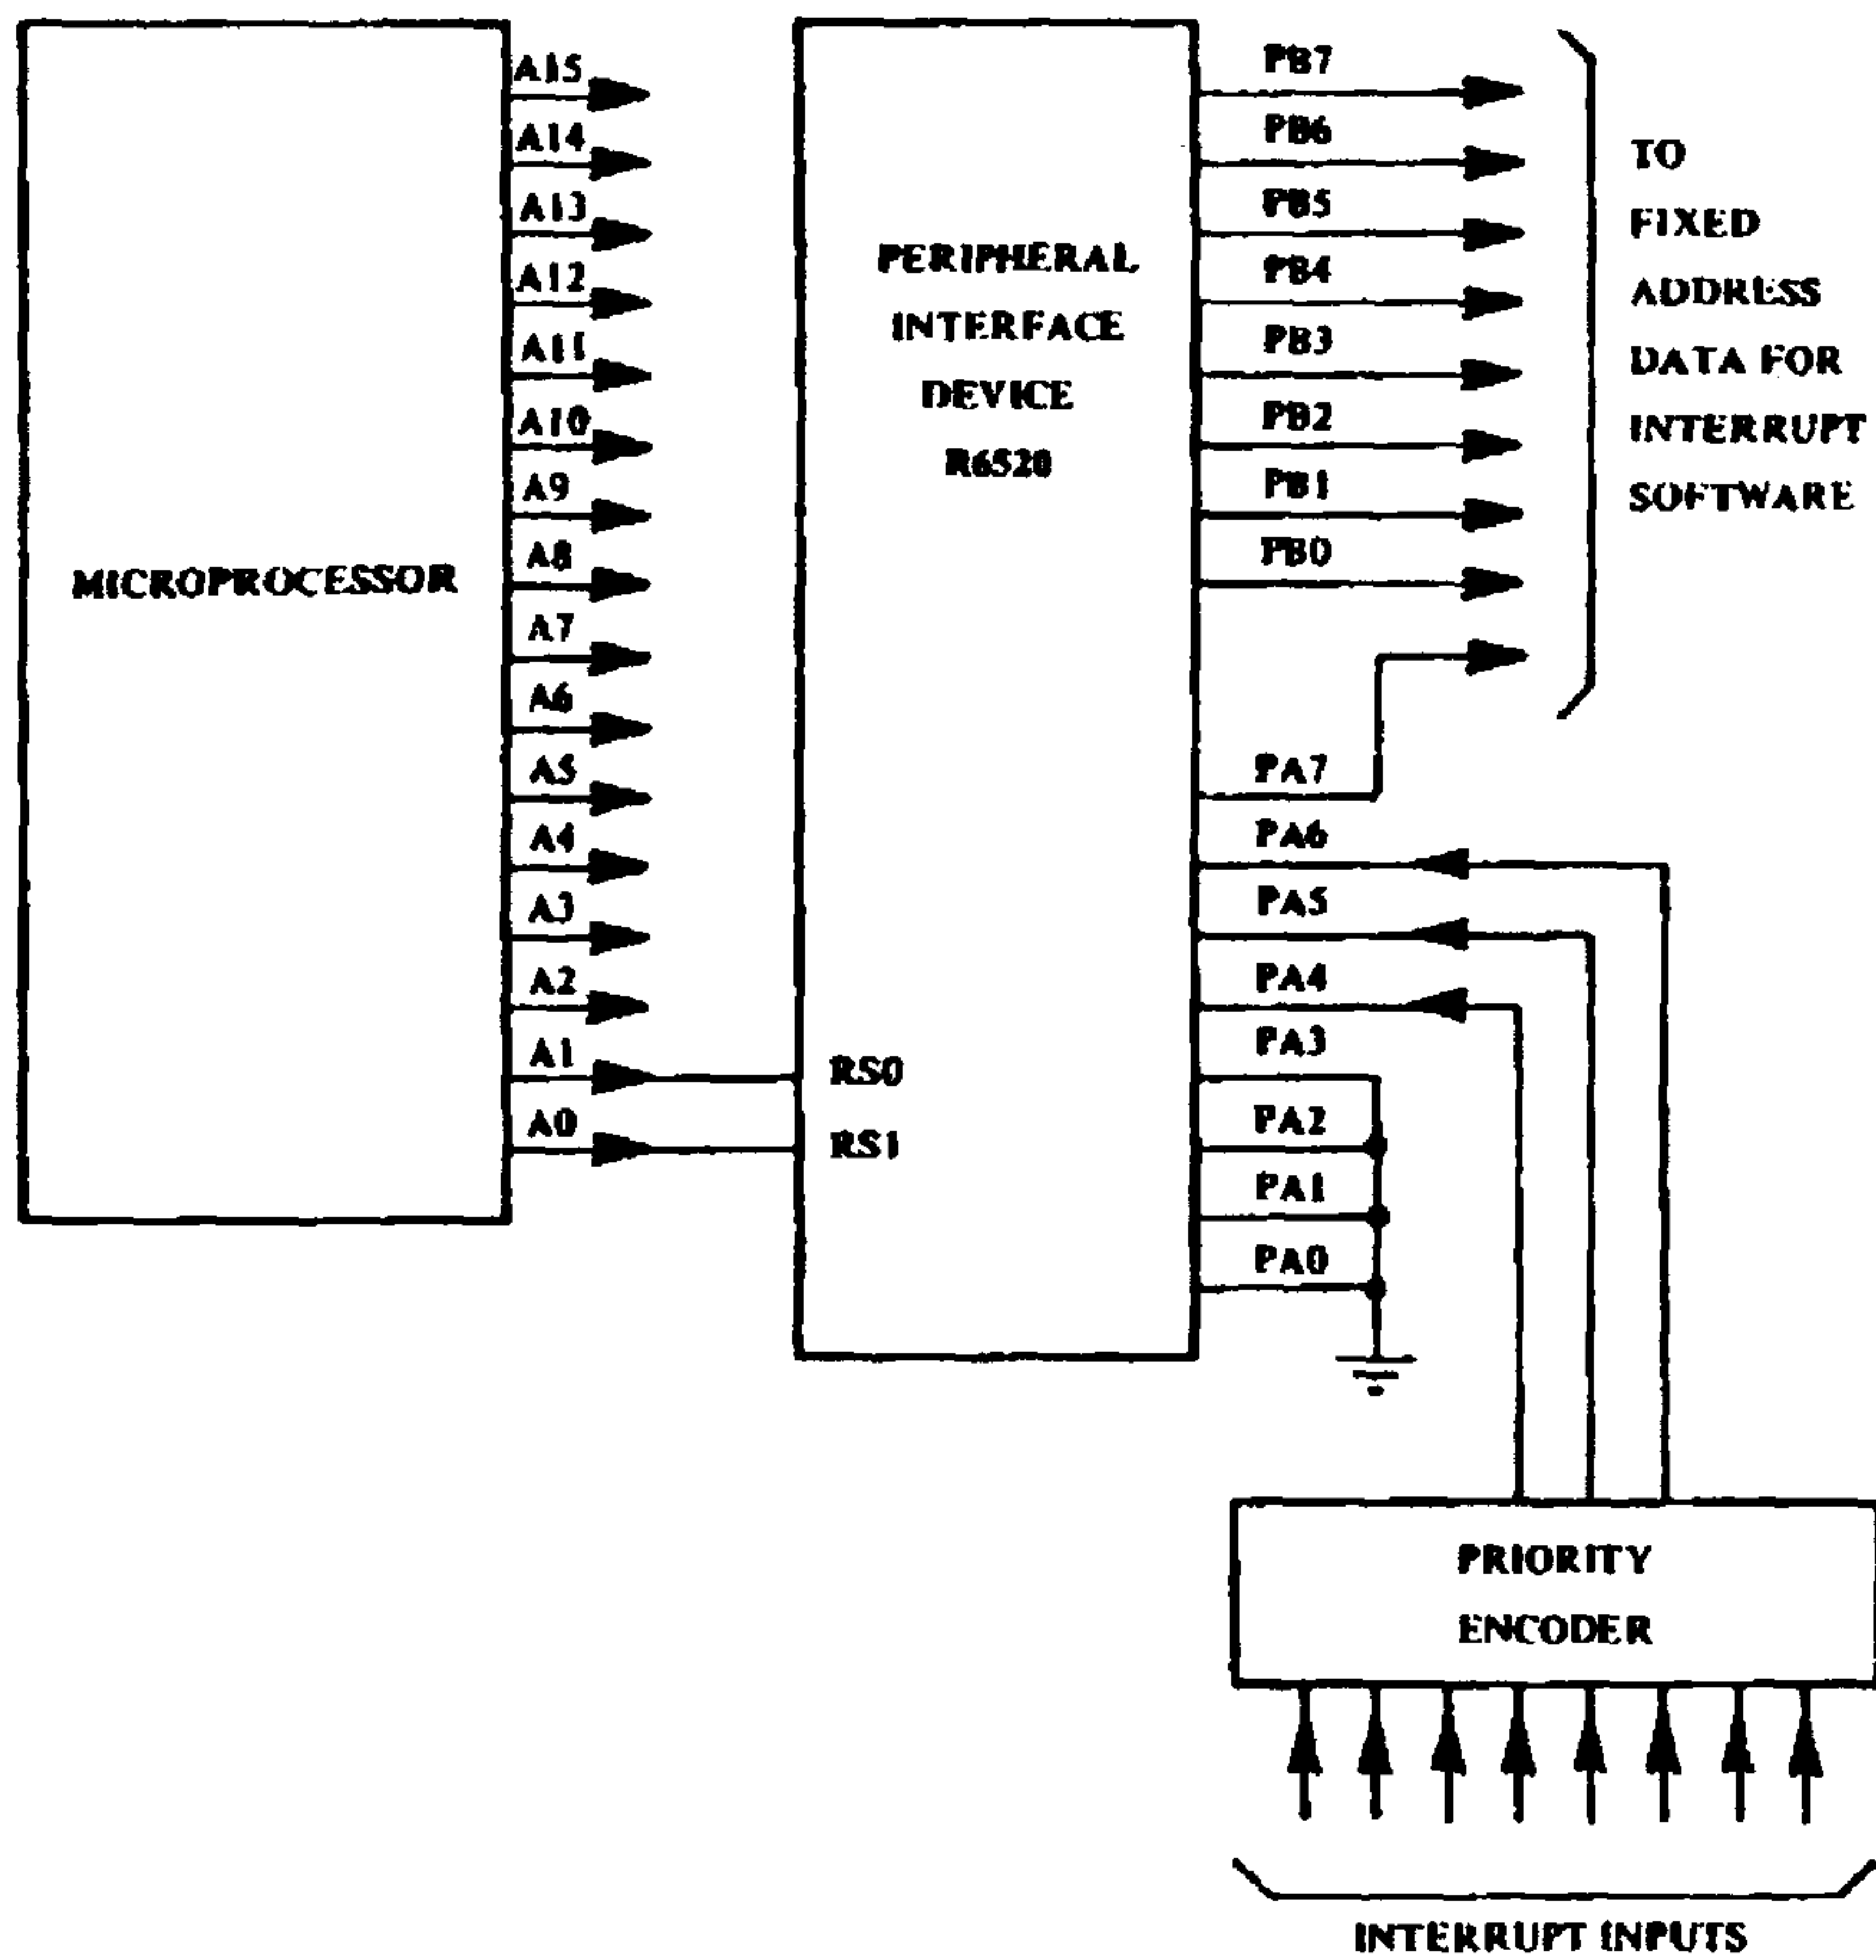 MICROPROCESSOR
A15
A14
A13
A12
A11
A10
A9
A8
A7
A6
A5
A4
A3
A2
A1
A0
PERIPHERAL
INTERFACE
DEVICE
R6520
RS0
RS1
PB7
PB6
PB5
PB4
PB3
PB2
PB1
PB0
PA7
PA6
PA5
PA4
PA3
PA2
PA1
PA0
TO
FIXED
ADDRESS
DATA FOR
INTERRUPT
SOFTWARE
PRIORITY
ENCODER
INTERRUPT INPUTS